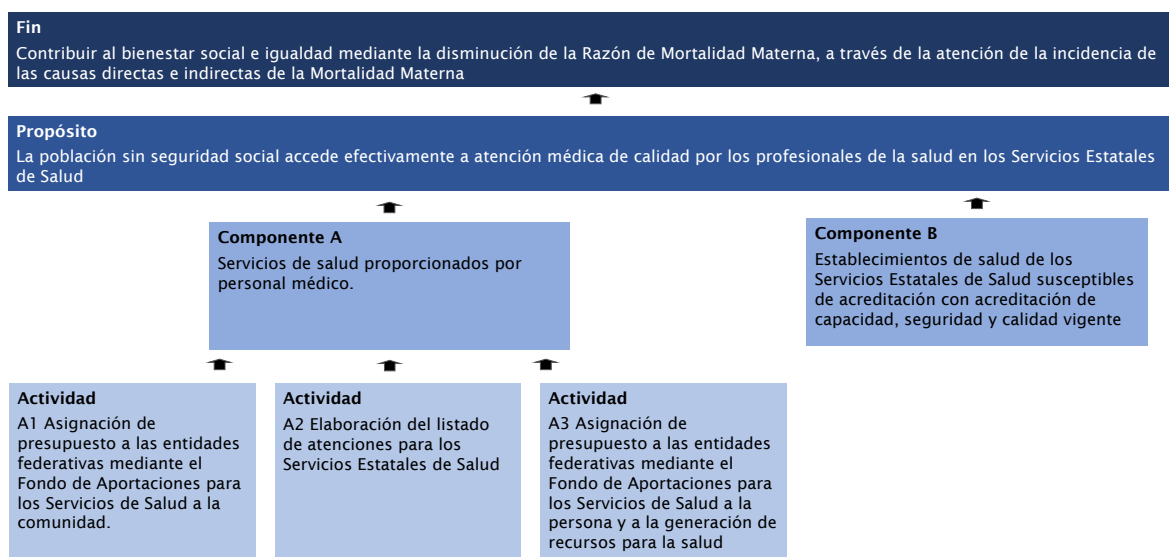 Fin
Contribuir al bienestar social e igualdad mediante la disminución de la Razón de Mortalidad Materna, a través de la atención de la incidencia de
las causas directas e indirectas de la Mortalidad Materna
Propósito
La población sin seguridad social accede efectivamente a atención médica de calidad por los profesionales de la salud en los Servicios Estatales
de Salud
Componente A
Servicios de salud proporcionados por
personal médico.
Componente B
Establecimientos de salud de los
Servicios Estatales de Salud susceptibles
de acreditación con acreditación de
capacidad, seguridad y calidad vigente
Actividad
A1 Asignación de
presupuesto a las entidades
federativas mediante el
Fondo de Aportaciones para
los Servicios de Salud a la
comunidad.
Actividad
A2 Elaboración del listado
de atenciones para los
Servicios Estatales de Salud
Actividad
A3 Asignación de
presupuesto a las entidades
federativas mediante el
Fondo de Aportaciones para
los Servicios de Salud a la
persona y a la generación de
recursos para la salud